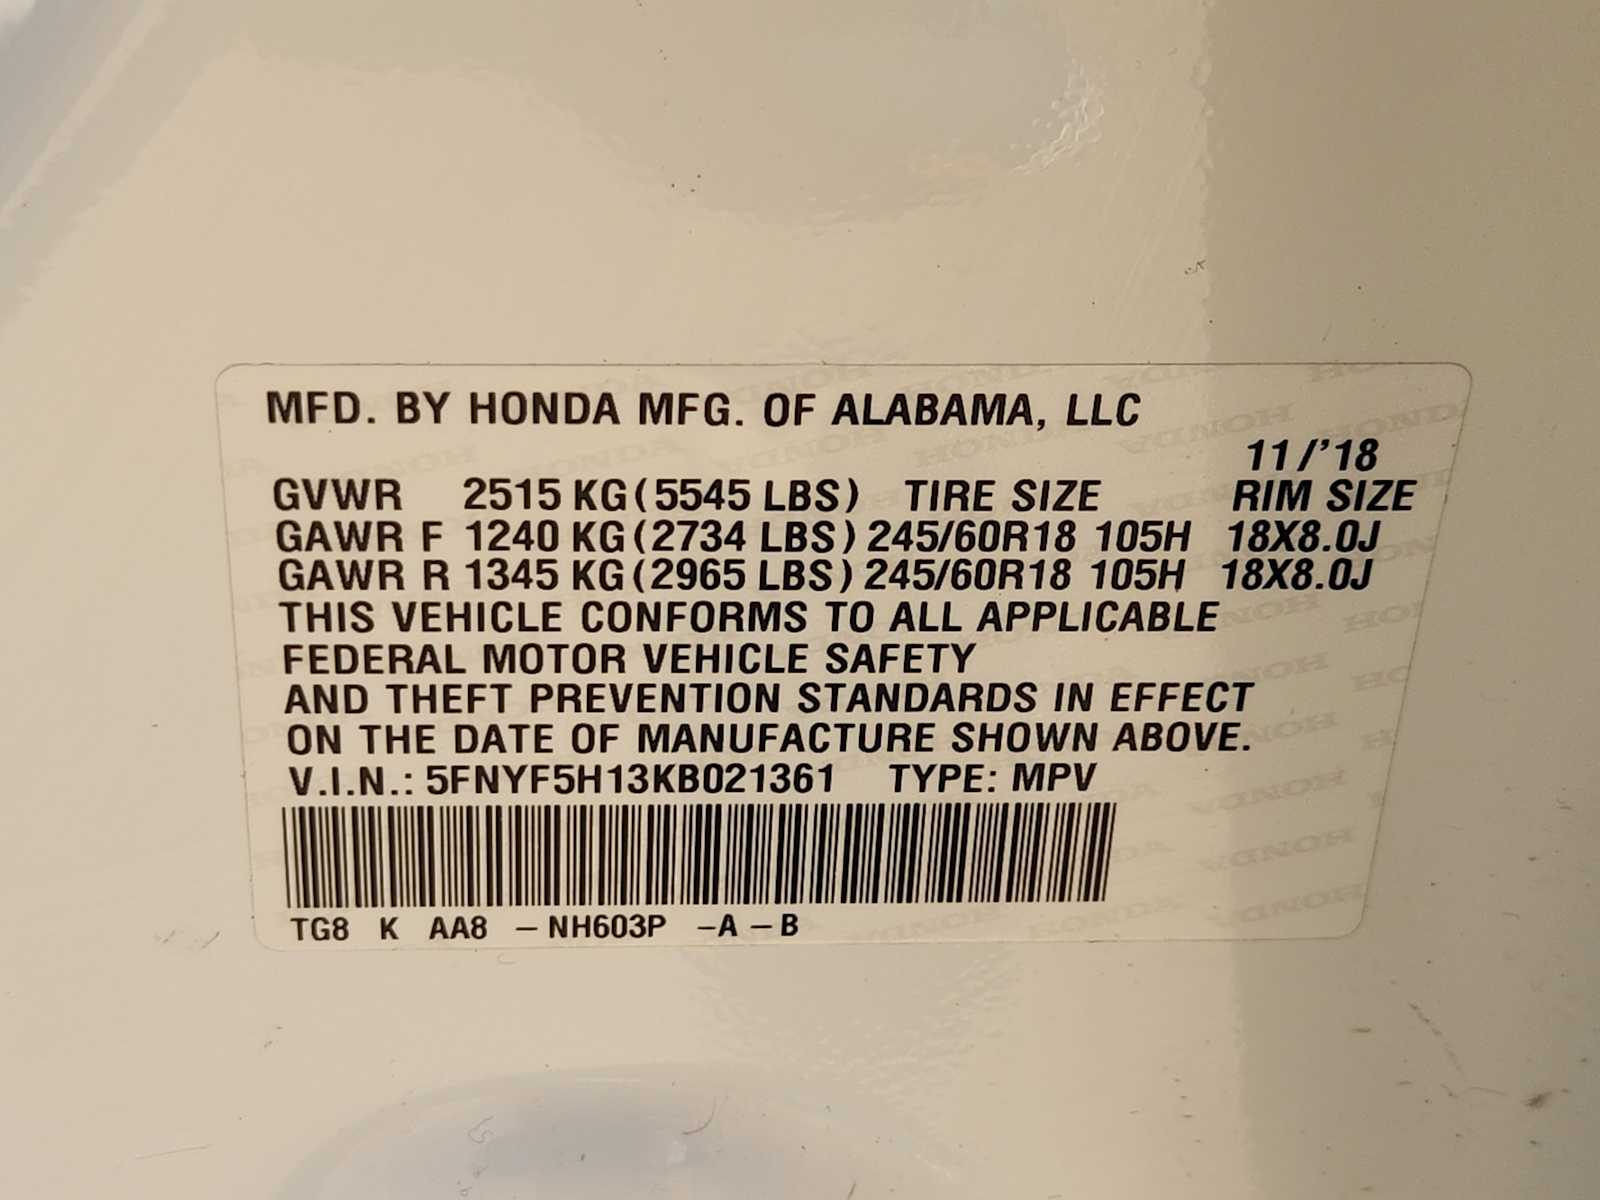 MFD. BY HONDA MFG. OF ALABAMA, LLC
11/'18
GVWR 2515 KG (5545 LBS) TIRE SIZE RIM SIZE
GAWR F 1240 KG (2734 LBS) 245/60R18 105H 18X8.0J
GAWR R 1345 KG (2965 LBS) 245/60R18 105H 18X8.0J
THIS VEHICLE CONFORMS TO ALL APPLICABLE
FEDERAL MOTOR VEHICLE SAFETY
AND THEFT PREVENTION STANDARDS IN EFFECT
ON THE DATE OF MANUFACTURE SHOWN ABOVE.
V.I.N.: 5FNYF5H13KB021361 TYPE: MPV
TG8 K AA8 – NH603P –A – B